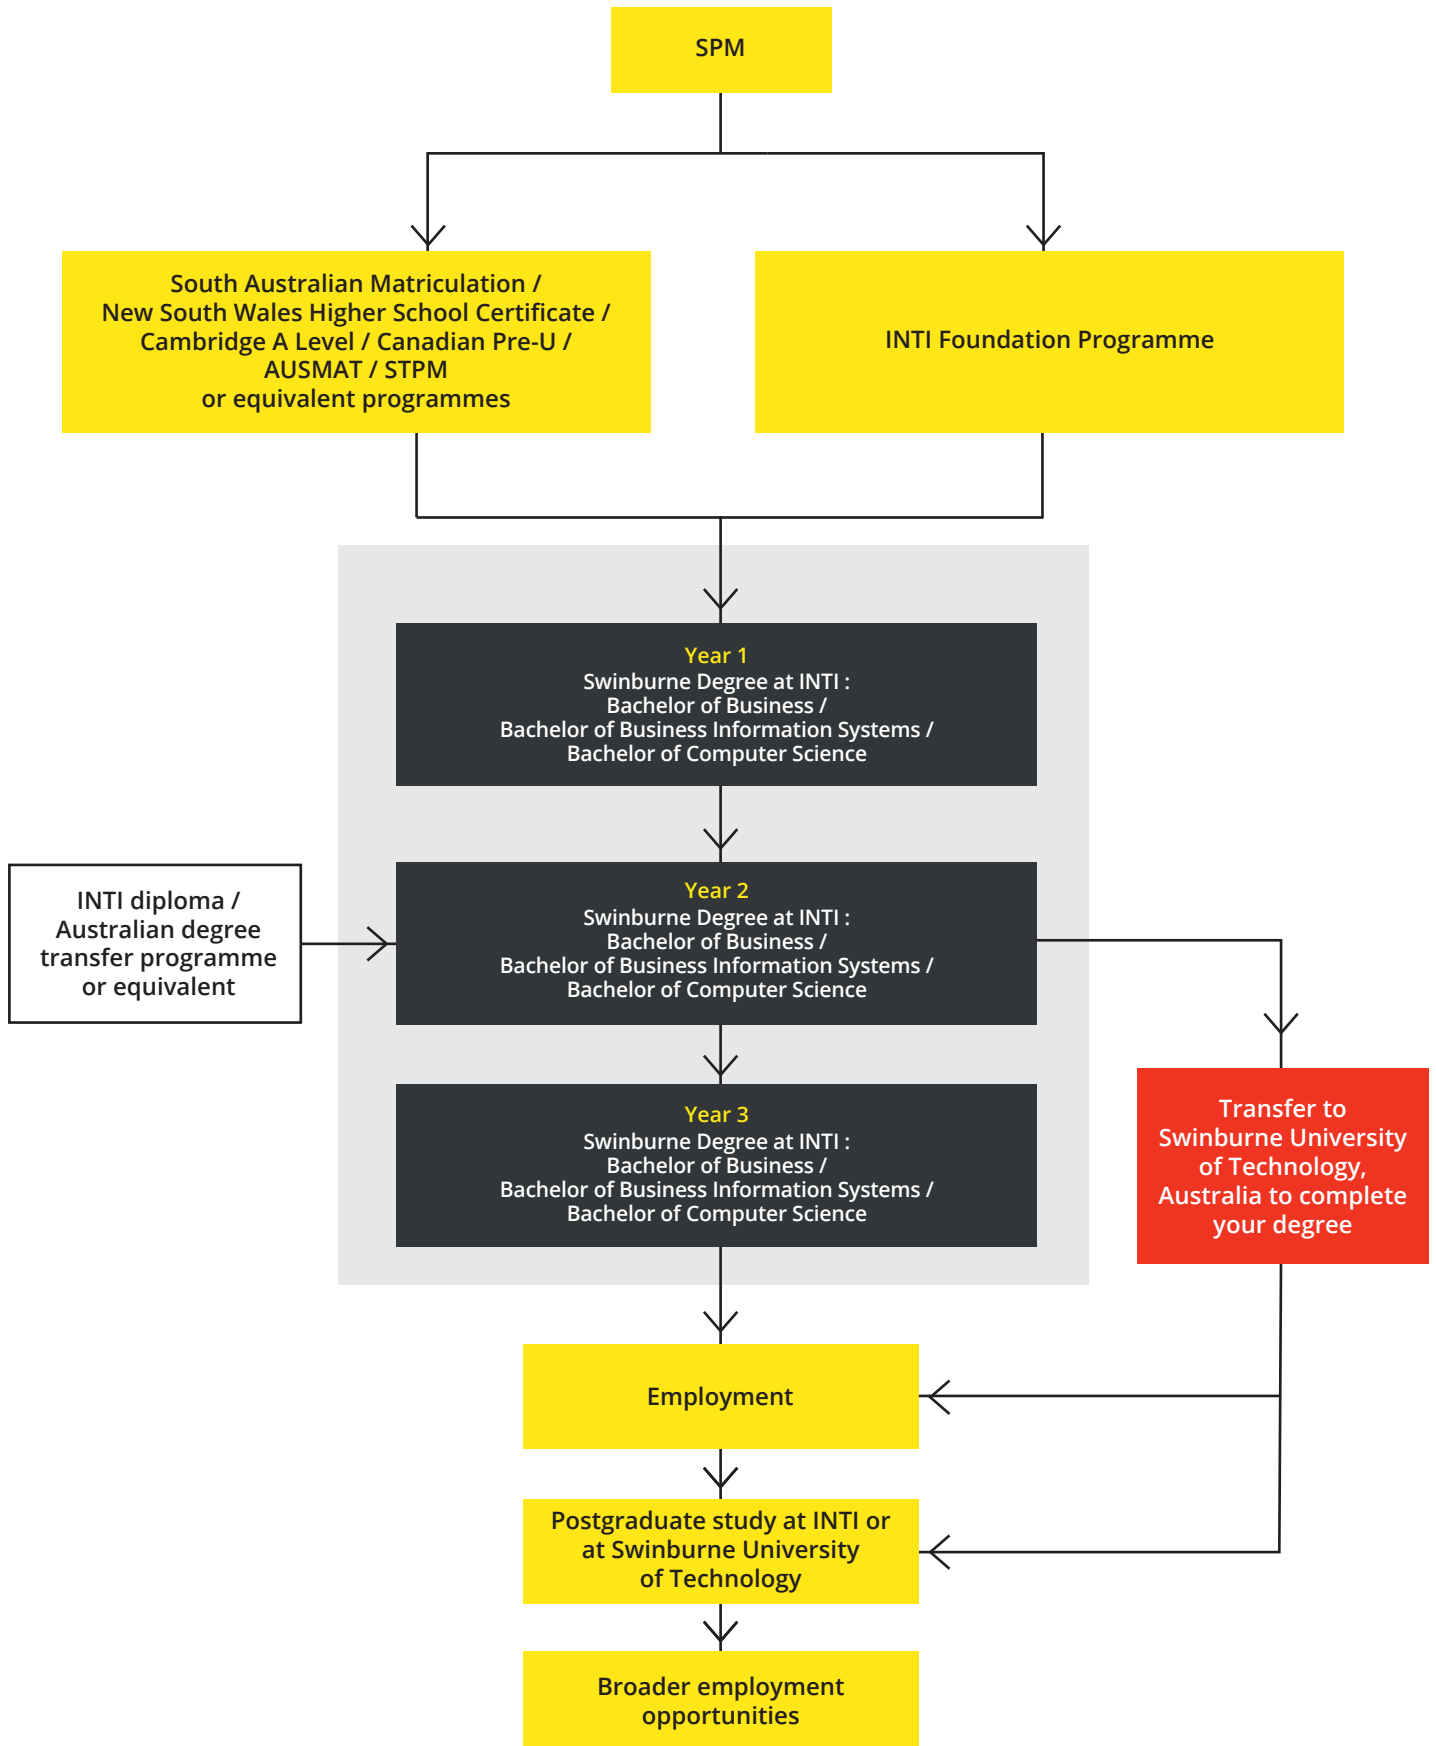 SPM
South Australian Matriculation /
New South Wales Higher School Certificate /
Cambridge A Level / Canadian Pre-U /
AUSMAT / STPM
or equivalent programmes
INTI Foundation Programme
Year 1
Swinburne Degree at INTI :
Bachelor of Business /
Bachelor of Business Information Systems /
Bachelor of Computer Science
INTI diploma /
Australian degree
transfer programme
or equivalent
Year 2
Swinburne Degree at INTI :
Bachelor of Business /
Bachelor of Business Information Systems /
Bachelor of Computer Science
Year 3
Swinburne Degree at INTI :
Bachelor of Business /
Bachelor of Business Information Systems /
Bachelor of Computer Science
Transfer to
Swinburne University
of Technology,
Australia to complete
your degree
Employment
Postgraduate study at INTI or
at Swinburne University
of Technology
Broader employment
opportunities